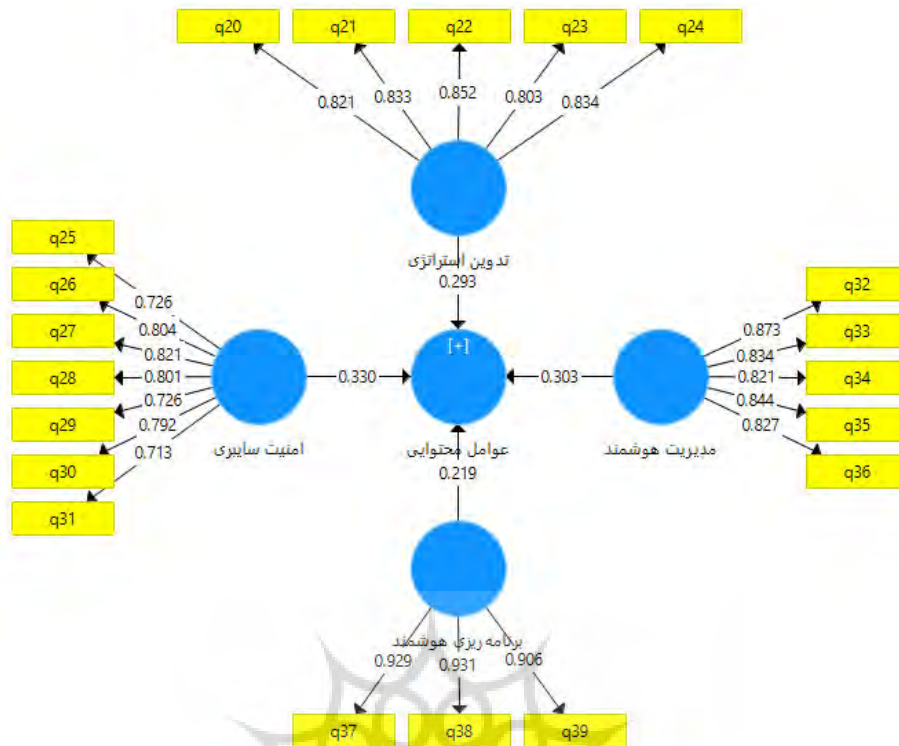 q20 q21 q22 q23 q24
0.821 0.833 0.852 0.803 0.834
تدوین استراتژی
0.293
q25
q26
q27
q28
q29
q30
q31
0.726
0.804
0.821
0.801
0.726
0.792
0.713
امنیت سایبری
0.330
[+]
عوامل محتوایی
0.303
مدیریت هوشمند
0.873
0.834
0.821
0.844
0.827
q32
q33
q34
q35
q36
0.219
برنامه ریزی هوشمند
0.929 0.931 0.906
q37 q38 q39